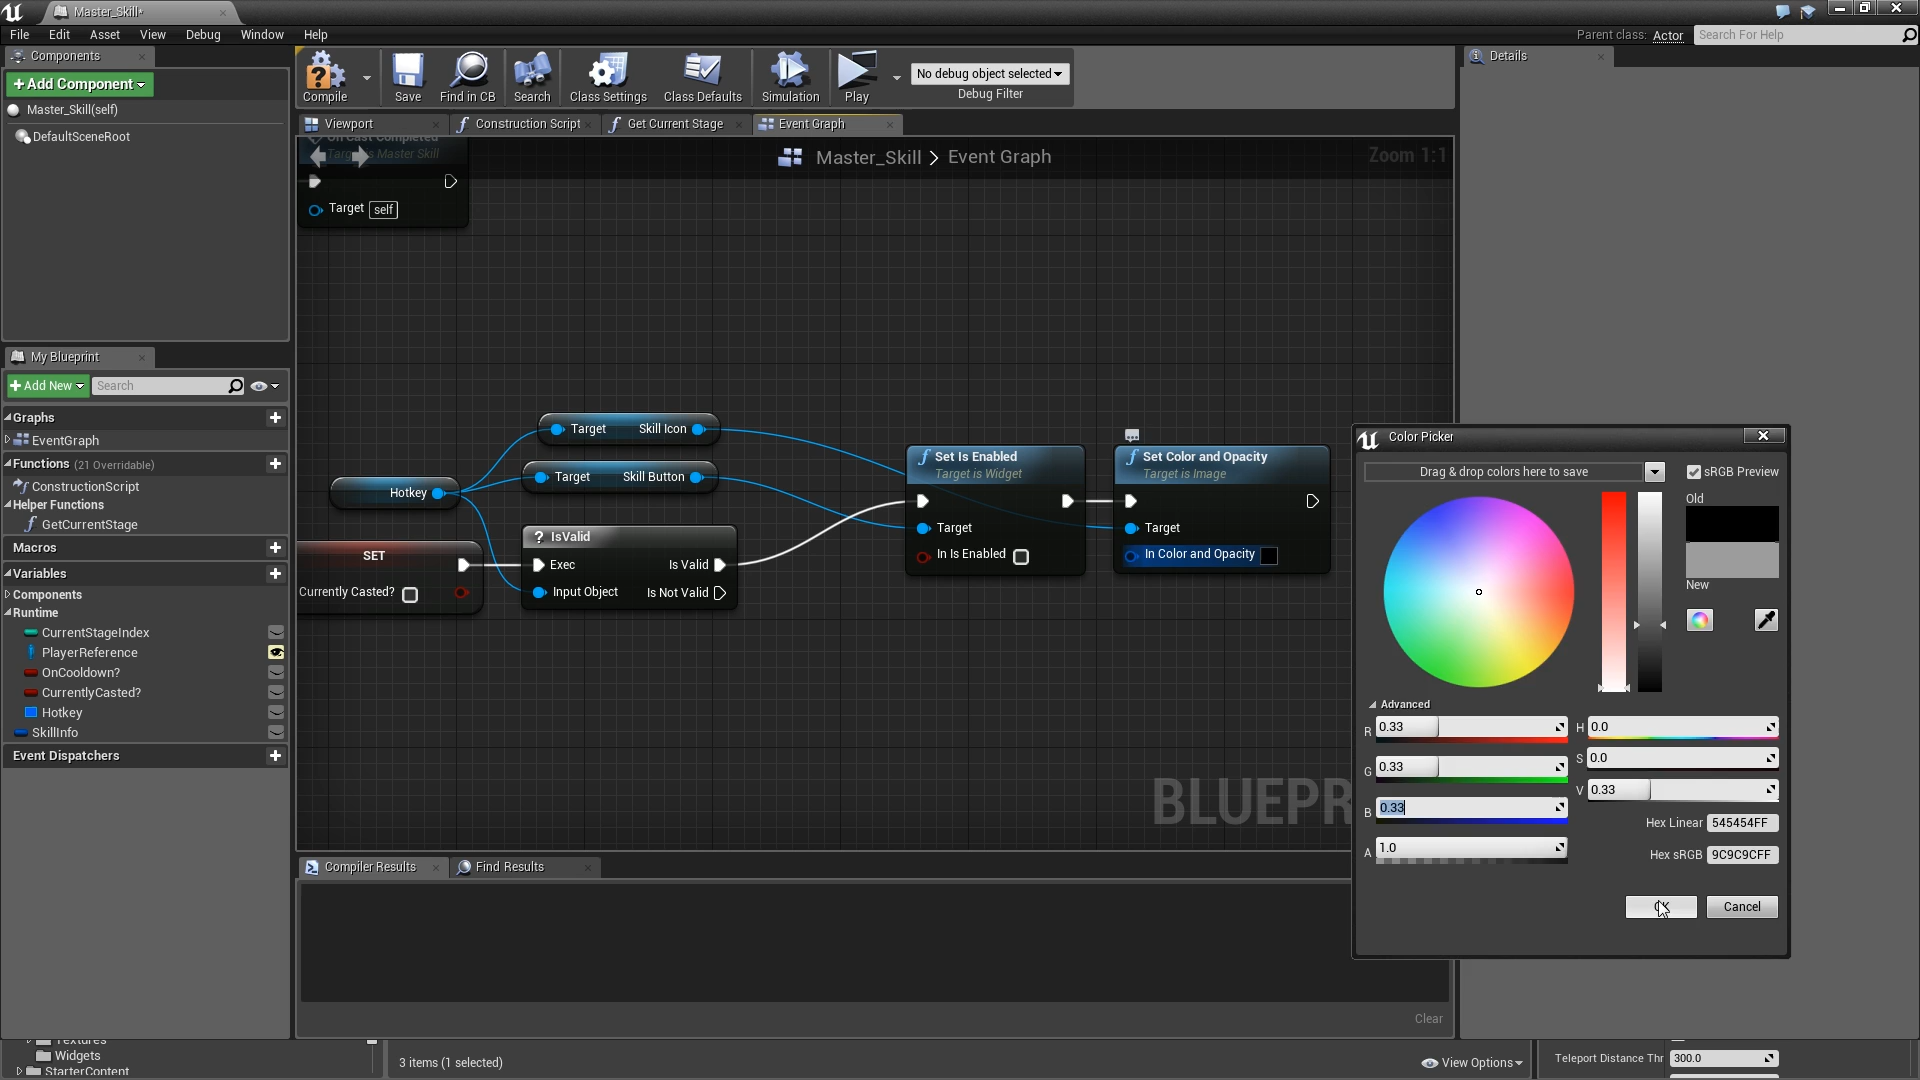 Master_Skill*
File Edit Asset View Debug Window Help
Parent class: Actor
Search For Help
Components
+ Add Component
Master_Skill(self)
DefaultSceneRoot
Compile
Save
Find in CB
Search
Class Settings
Class Defaults
Simulation
Play
No debug object selected
Debug Filter
Details
Viewport
Construction Script
Get Current Stage
Event Graph
Master_Skill > Event Graph
Zoom 1:1
On Cast Completed
Target is Master Skill
Target self
My Blueprint
+ Add New
Search
Graphs
EventGraph
Functions (21 Overridable)
ConstructionScript
Helper Functions
GetCurrentStage
Macros
Variables
Components
Runtime
CurrentStageIndex
PlayerReference
OnCooldown?
CurrentlyCasted?
Hotkey
SkillInfo
Event Dispatchers
Target Skill Icon
Target Skill Button
Hotkey
SET
Currently Casted?
? IsValid
Exec Is Valid
Input Object Is Not Valid
Set Is Enabled
Target is Widget
Target
In Is Enabled
Set Color and Opacity
Target is Image
Target
In Color and Opacity
BLUEPR
Color Picker
Drag & drop colors here to save
sRGB Preview
Old
New
Advanced
R 0.33
G 0.33
B 0.33
A 1.0
H 0.0
S 0.0
V 0.33
Hex Linear 545454FF
Hex sRGB 9C9C9CFF
Cancel
Compiler Results
Find Results
Clear
Textures
Widgets
StarterContent
3 items (1 selected)
View Options
Teleport Distance Thr 300.0